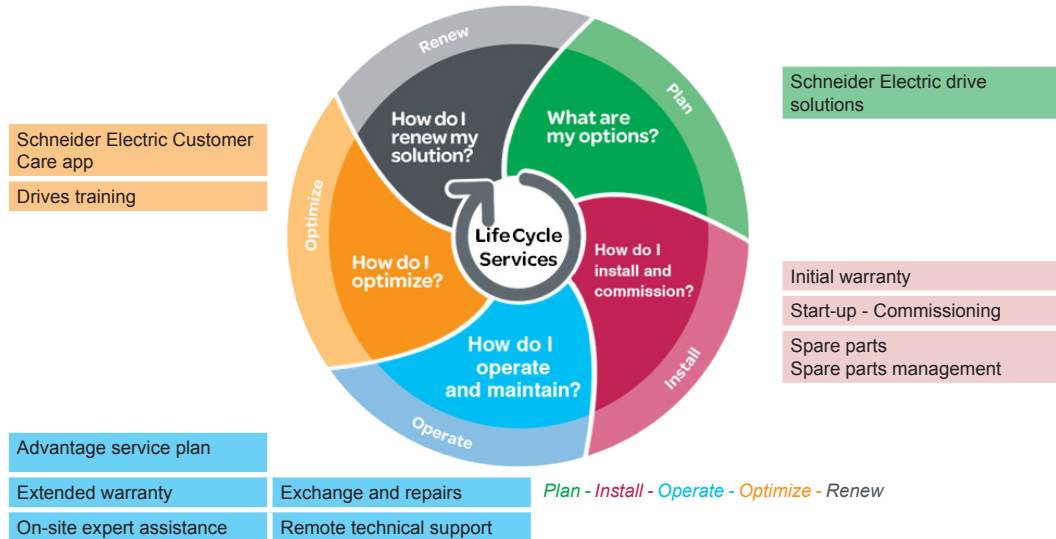 Renew
How do I
renew my
solution?
Plan
What are
my options?
Schneider Electric drive
solutions
Schneider Electric Customer
Care app
Drives training
Optimize
How do I
optimize?
Life Cycle
Services
How do I
install and
commission?
Install
Initial warranty
Start-up - Commissioning
Spare parts
Spare parts management
How do I
operate
and maintain?
Operate
Advantage service plan
Extended warranty
Exchange and repairs
On-site expert assistance
Remote technical support
Plan - Install - Operate - Optimize - Renew